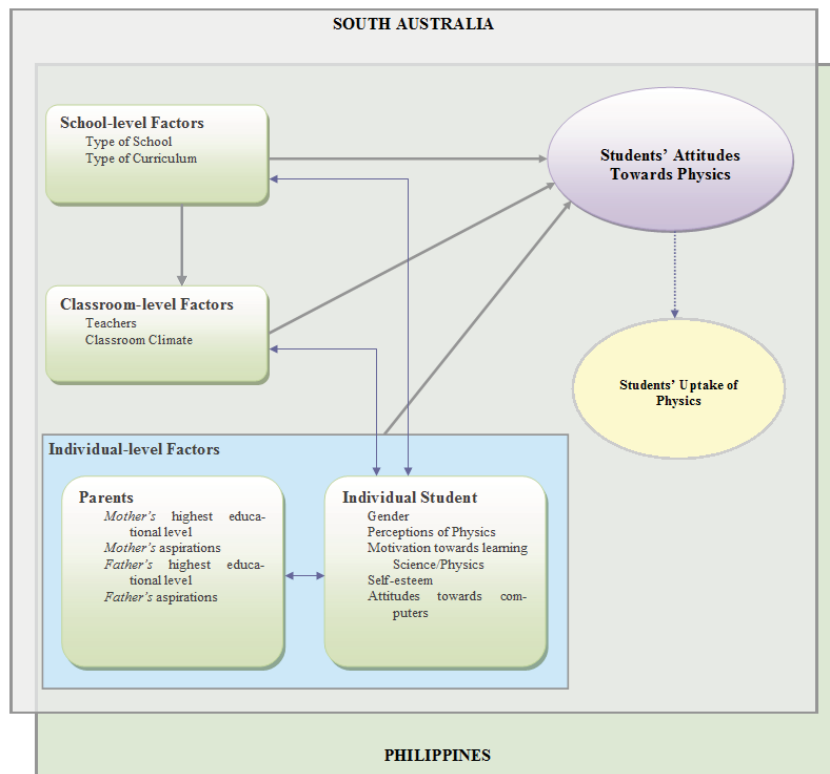 SOUTH AUSTRALIA
School-level Factors
Type of School
Type of Curriculum
Students' Attitudes
Towards Physics
Classroom-level Factors
Teachers
Classroom Climate
Students' Uptake of
Physics
Individual-level Factors
Parents
Mother's highest educa-
tional level
Mother's aspirations
Father's highest educa-
tional level
Father's aspirations
Individual Student
Gender
Perceptions of Physics
Motivation towards learning
Science/Physics
Self-esteem
Attitudes towards com-
puters
PHILIPPINES